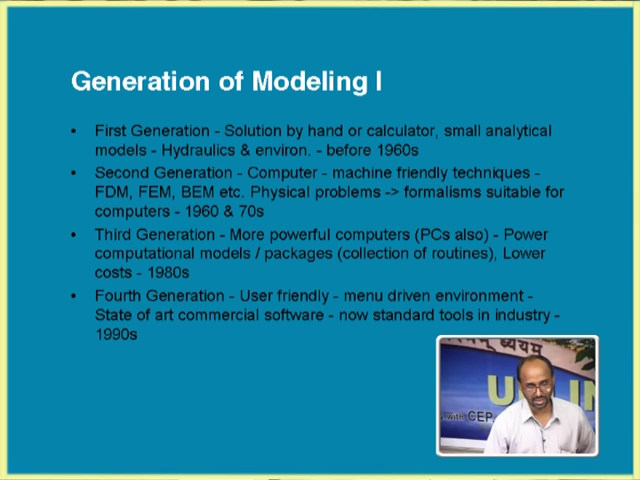 Generation of Modeling I
• First Generation - Solution by hand or calculator, small analytical
models - Hydraulics & environ. - before 1960s
• Second Generation - Computer - machine friendly techniques -
FDM, FEM, BEM etc. Physical problems -> formalisms suitable for
computers - 1960 & 70s
• Third Generation - More powerful computers (PCs also) - Power
computational models / packages (collection of routines), Lower
costs - 1980s
• Fourth Generation - User friendly - menu driven environment -
State of art commercial software - now standard tools in industry -
1990s
ध्येयम्
with CEP